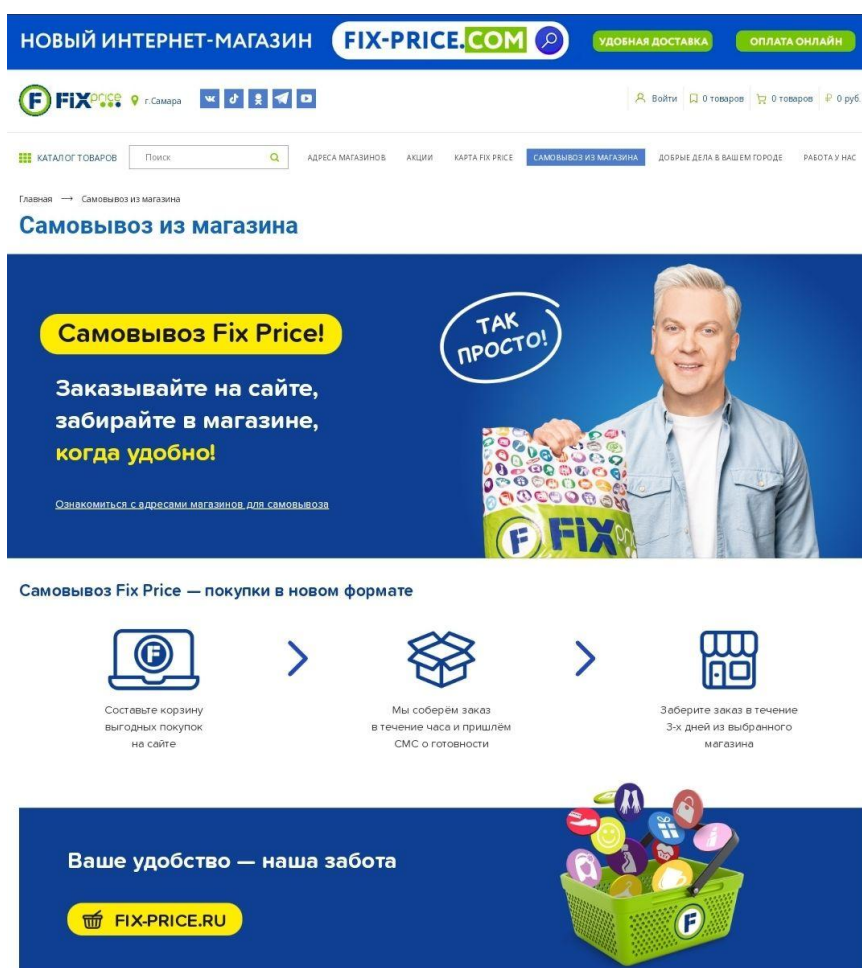 НОВЫЙ ИНТЕРНЕТ-МАГАЗИН FIX-PRICE.COM УДОБНАЯ ДОСТАВКА ОПЛАТА ОНЛАЙН
F FIX price г.Самара Войти 0 товаров 0 товаров ₽ 0 руб.
КАТАЛОГ ТОВАРОВ Поиск АДРЕСА МАГАЗИНОВ АКЦИИ КАРТА FIX PRICE САМОВЫВОЗ ИЗ МАГАЗИНА ДОБРЫЕ ДЕЛА В ВАШЕМ ГОРОДЕ РАБОТА У НАС
Главная → Самовывоз из магазина
Самовывоз из магазина
Самовывоз Fix Price!
Заказывайте на сайте,
забирайте в магазине,
когда удобно!
Ознакомиться с адресами магазинов для самовывоза
ТАК
ПРОСТО!
F FIX pr
Самовывоз Fix Price — покупки в новом формате
F
Составьте корзину
выгодных покупок
на сайте
Мы соберём заказ
в течение часа и пришлём
СМС о готовности
Заберите заказ в течение
3-х дней из выбранного
магазина
Ваше удобство — наша забота
FIX-PRICE.RU
F